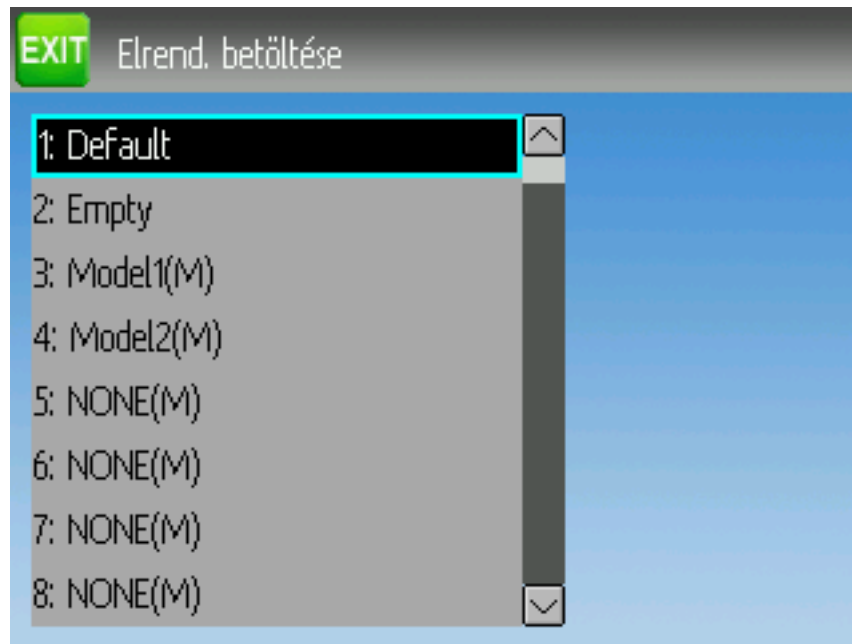 EXIT Elrend. betöltése
1: Default
2: Empty
3: Model1(M)
4: Model2(M)
5: NONE(M)
6: NONE(M)
7: NONE(M)
8: NONE(M)